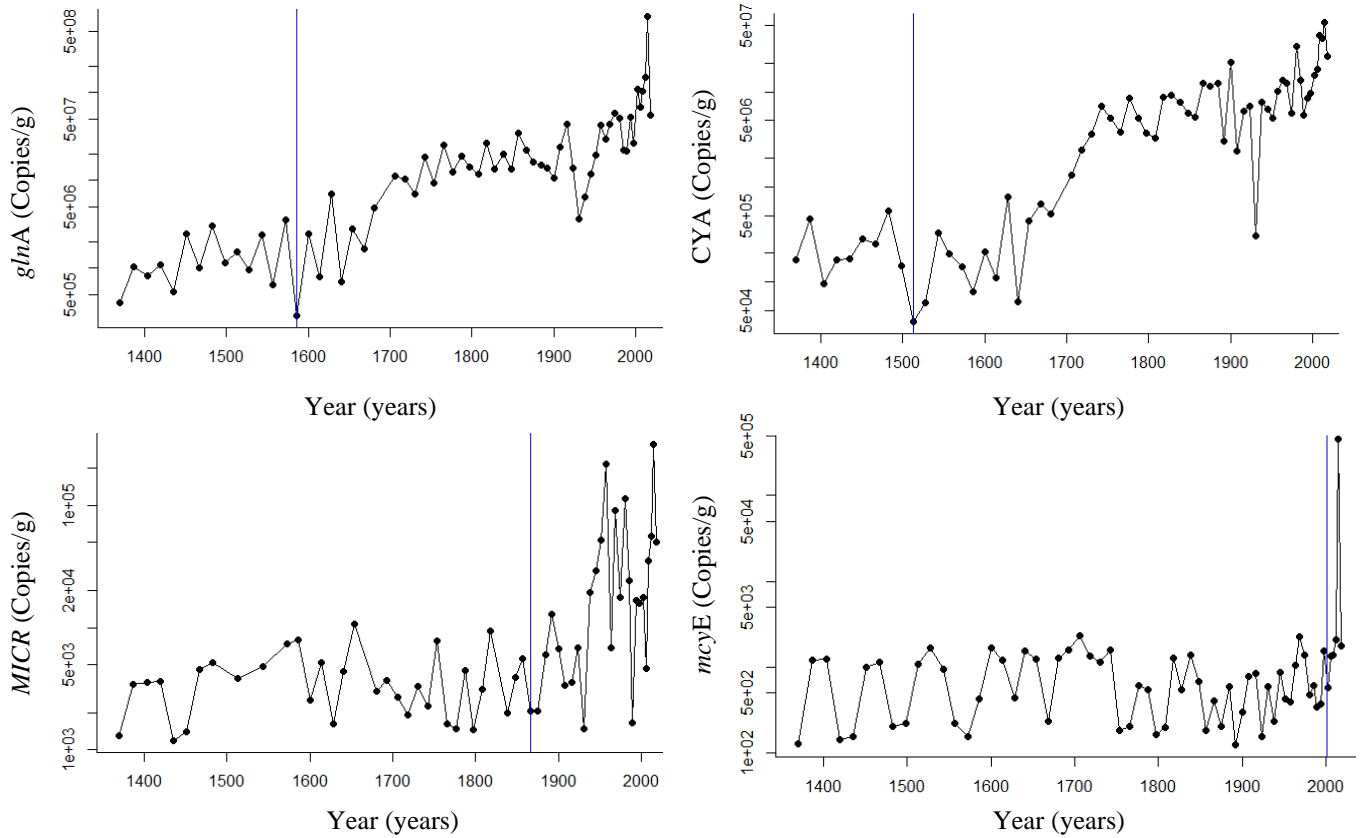 glnA (Copies/g)
5e+08
5e+07
5e+06
5e+05
1400 1500 1600 1700 1800 1900 2000
Year (years)
CYA (Copies/g)
5e+07
5e+06
5e+05
5e+04
1400 1500 1600 1700 1800 1900 2000
Year (years)
MICR (Copies/g)
1e+05
2e+04
5e+03
1e+03
1400 1500 1600 1700 1800 1900 2000
Year (years)
mcyE (Copies/g)
5e+05
5e+04
5e+03
5e+02
1e+02
1400 1500 1600 1700 1800 1900 2000
Year (years)